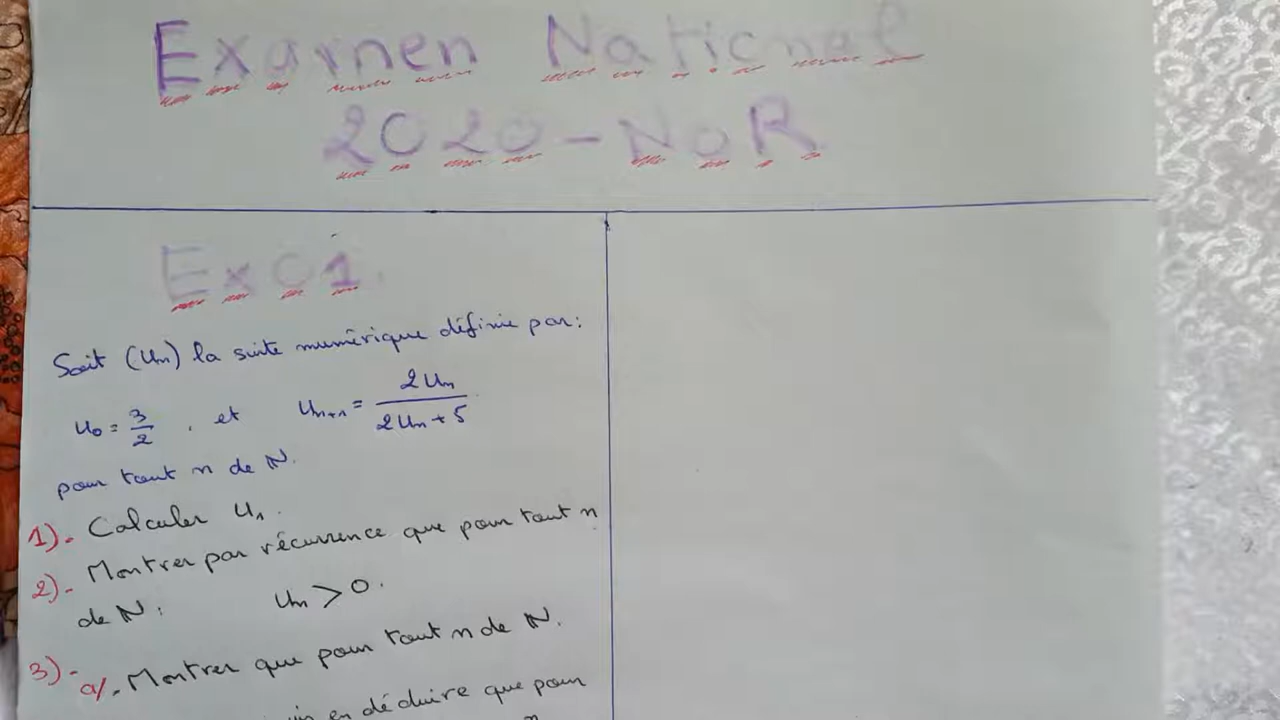 Examen National
2020 - NoR
Exo 1.
Soit (Un) la suite numérique définie par:
U0 = 3/2 , et Un+1 = 2Un / 2Un + 5
pour tout n de ℕ.
1)- Calculer U1.
2)- Montrer par récurrence que pour tout n
de ℕ: Un > 0.
3)-
a/- Montrer que pour tout n de ℕ.
en déduire que pour
n